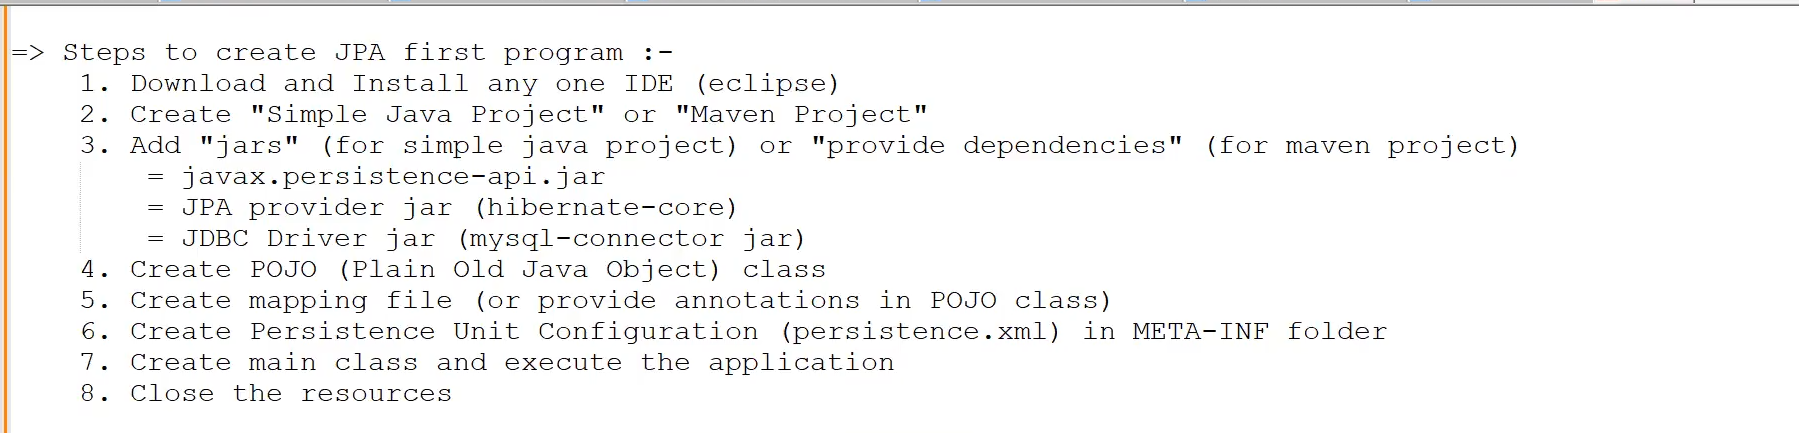 => Steps to create JPA first program :-
1. Download and Install any one IDE (eclipse)
2. Create "Simple Java Project" or "Maven Project"
3. Add "jars" (for simple java project) or "provide dependencies" (for maven project)
= javax.persistence-api.jar
= JPA provider jar (hibernate-core)
= JDBC Driver jar (mysql-connector jar)
4. Create POJO (Plain Old Java Object) class
5. Create mapping file (or provide annotations in POJO class)
6. Create Persistence Unit Configuration (persistence.xml) in META-INF folder
7. Create main class and execute the application
8. Close the resources